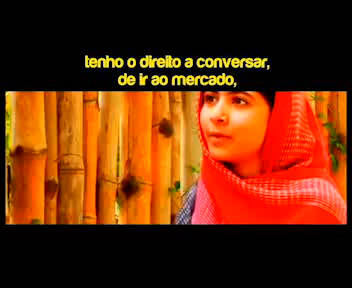 tenho o direito a conversar,
de ir ao mercado,